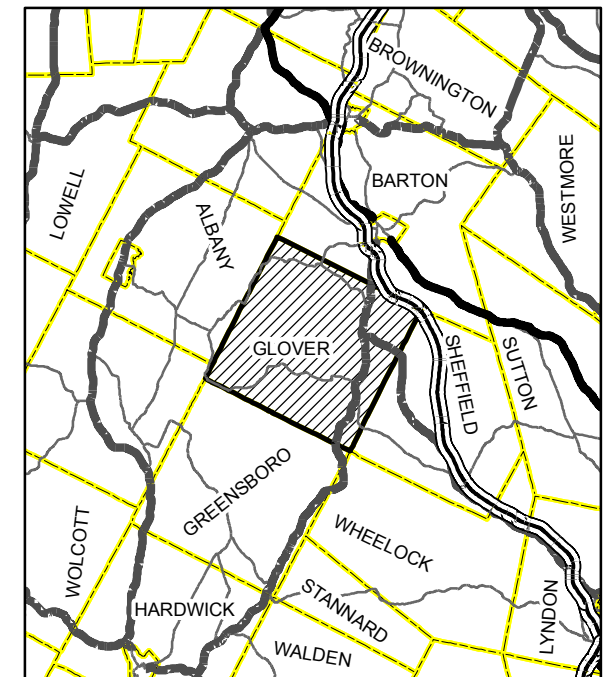 BROWNINGTON
BARTON
WESTMORE
LOWELL
ALBANY
GLOVER
SHEFFIELD
SUTTON
GREENSBORO
WHEELOCK
WOLCOTT
STANNARD
HARDWICK
LYNDON
WALDEN